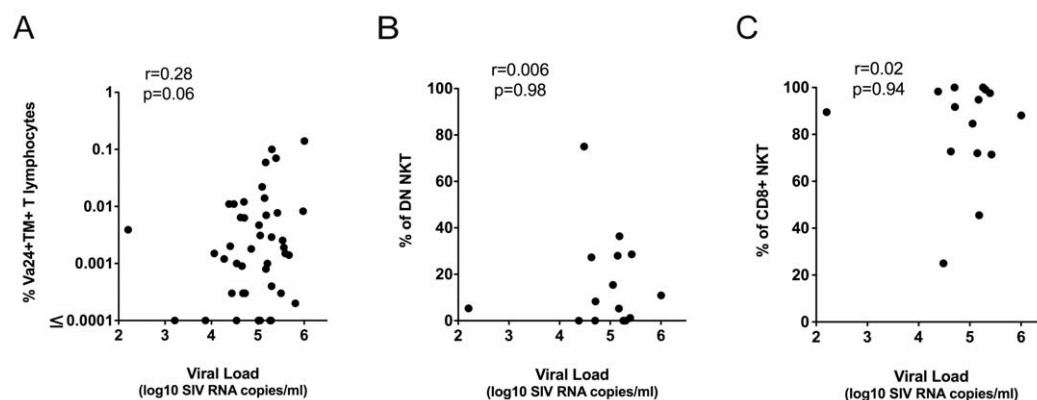 A
r=0.28
p=0.06
% Va24+TM+ T lymphocytes
1
0.1
0.01
0.001
≤ 0.0001
2 3 4 5 6
Viral Load
(log10 SIV RNA copies/ml)
B
r=0.006
p=0.98
% of DN NKT
100
80
60
40
20
0
2 3 4 5 6
Viral Load
(log10 SIV RNA copies/ml)
C
r=0.02
p=0.94
% of CD8+ NKT
100
80
60
40
20
0
2 3 4 5 6
Viral Load
(log10 SIV RNA copies/ml)